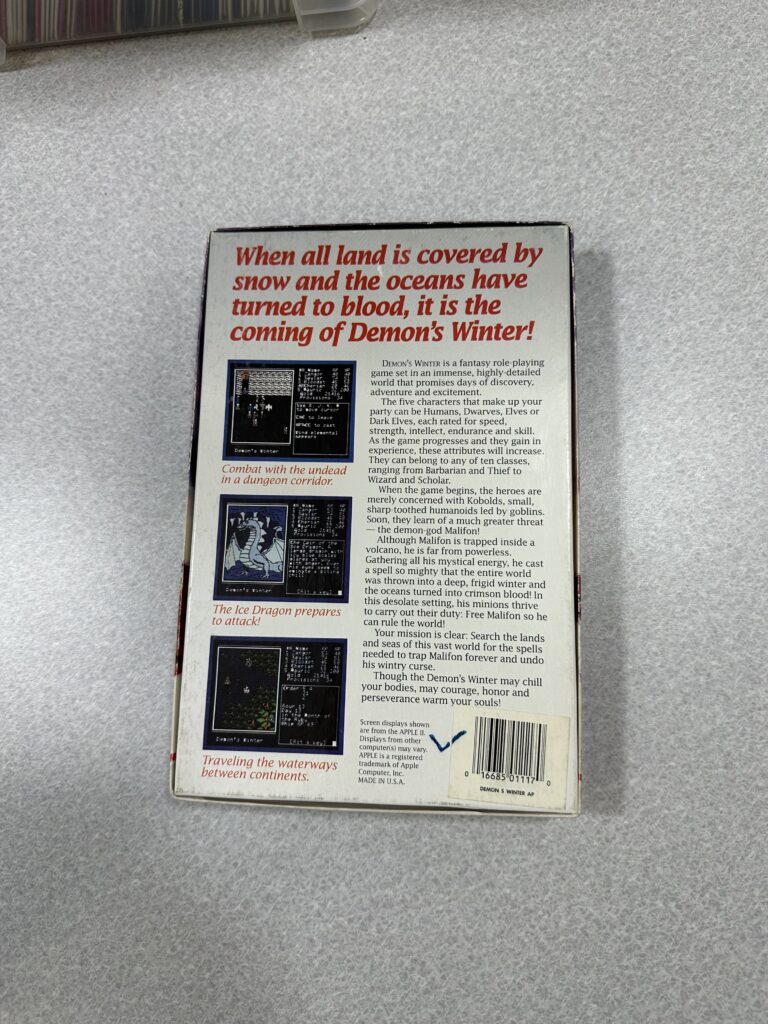 When all land is covered by
snow and the oceans have
turned to blood, it is the
coming of Demon's Winter!
Demon's Winter
Combat with the undead
in a dungeon corridor.
Demon's Winter
The Ice Dragon prepares
to attack!
Demon's Winter
Traveling the waterways
between continents.
DEMON'S WINTER is a fantasy role-playing
game set in an immense, highly-detailed
world that promises days of discovery,
adventure and excitement.
The five characters that make up your
party can be Humans, Dwarves, Elves or
Dark Elves, each rated for speed,
strength, intellect, endurance and skill.
As the game progresses and they gain in
experience, these attributes will increase.
They can belong to any of ten classes,
ranging from Barbarian and Thief to
Wizard and Scholar.
When the game begins, the heroes are
merely concerned with Kobolds, small,
sharp-toothed humanoids led by goblins.
Soon, they learn of a much greater threat
— the demon-god Malifon!
Although Malifon is trapped inside a
volcano, he is far from powerless.
Gathering all his mystical energy, he cast
a spell so mighty that the entire world
was thrown into a deep, frigid winter and
the oceans turned into crimson blood! In
this desolate setting, his minions thrive
to carry out their duty: Free Malifon so he
can rule the world!
Your mission is clear: Search the lands
and seas of this vast world for the spells
needed to trap Malifon forever and undo
his wintry curse.
Though the Demon's Winter may chill
your bodies, may courage, honor and
perseverance warm your souls!
Screen displays shown
are from the APPLE II.
Displays from other
computer(s) may vary.
APPLE is a registered
trademark of Apple
Computer, Inc.
MADE IN U.S.A.
0 16685 01117 0
DEMON S WINTER AP